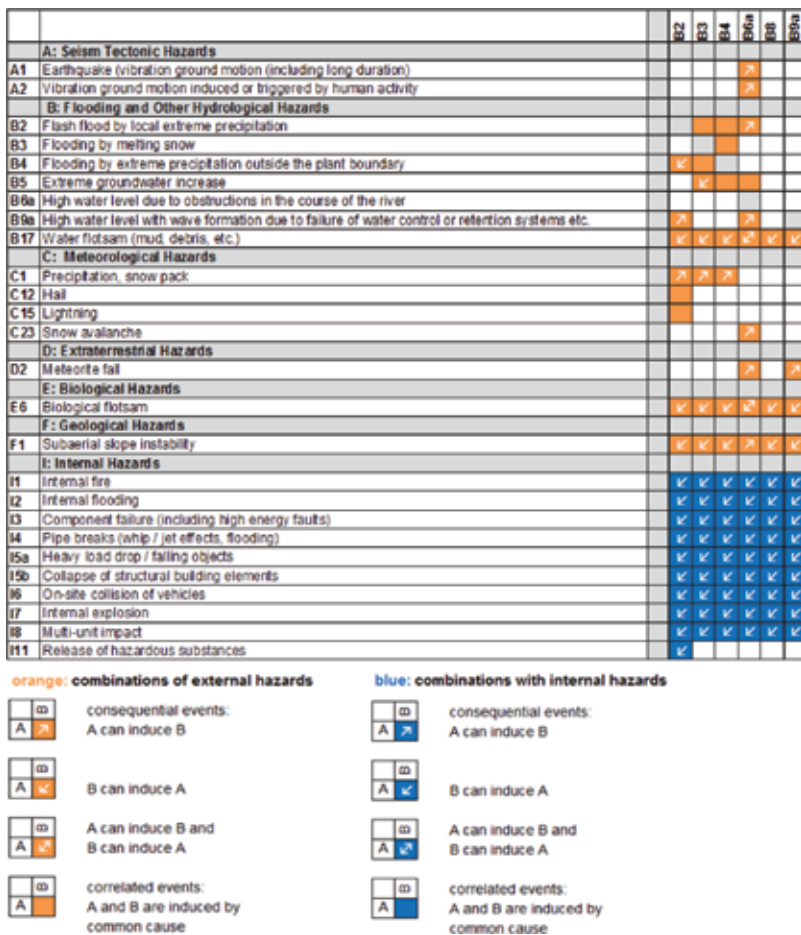 B2 B3 B4 B6a B8 B9a
A: Seism Tectonic Hazards
A1 Earthquake (vibration ground motion (including long duration)
A2 Vibration ground motion induced or triggered by human activity
B: Flooding and Other Hydrological Hazards
B2 Flash flood by local extreme precipitation
B3 Flooding by melting snow
B4 Flooding by extreme precipitation outside the plant boundary
B5 Extreme groundwater increase
B6a High water level due to obstructions in the course of the river
B9a High water level with wave formation due to failure of water control or retention systems etc.
B17 Water flotsam (mud, debris, etc.)
C: Meteorological Hazards
C1 Precipitation, snow pack
C12 Hail
C15 Lightning
C23 Snow avalanche
D: Extraterrestrial Hazards
D2 Meteorite fall
E: Biological Hazards
E6 Biological flotsam
F: Geological Hazards
F1 Subaerial slope instability
I: Internal Hazards
I1 Internal fire
I2 Internal flooding
I3 Component failure (including high energy faults)
I4 Pipe breaks (whip / jet effects, flooding)
I5a Heavy load drop / falling objects
I5b Collapse of structural building elements
I6 On-site collision of vehicles
I7 Internal explosion
I8 Multi-unit impact
I11 Release of hazardous substances
orange: combinations of external hazards
B
A
consequential events:
A can induce B
B
A
B can induce A
B
A
A can induce B and
B can induce A
B
A
correlated events:
A and B are induced by
common cause
blue: combinations with internal hazards
B
A
consequential events:
A can induce B
B
A
B can induce A
B
A
A can induce B and
B can induce A
B
A
correlated events:
A and B are induced by
common cause